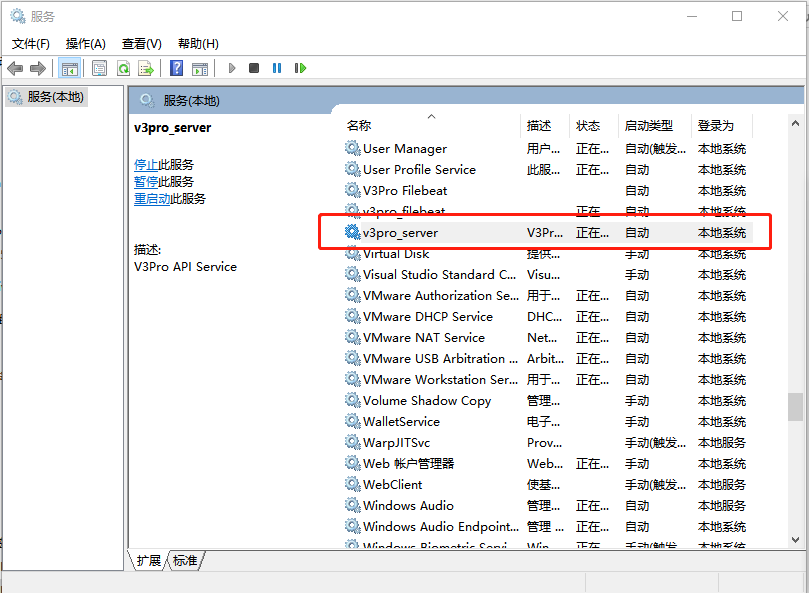 服务
文件(F) 操作(A) 查看(V) 帮助(H)
服务(本地)
服务(本地)
v3pro_server
停止此服务
暂停此服务
重启动此服务
描述:
V3Pro API Service
名称 描述 状态 启动类型 登录为
User Manager 用户... 正在... 自动(触发... 本地系统
User Profile Service 此服... 正在... 自动 本地系统
V3Pro Filebeat 自动 本地系统
v3pro_filebeat 正在... 自动 本地系统
v3pro_server V3Pr... 正在... 自动 本地系统
Virtual Disk 提供... 手动 本地系统
Visual Studio Standard C... Visu... 手动 本地系统
VMware Authorization Se... 用于... 正在... 自动 本地系统
VMware DHCP Service DHC... 正在... 自动 本地系统
VMware NAT Service Net... 正在... 自动 本地系统
VMware USB Arbitration ... Arbit... 正在... 自动 本地系统
VMware Workstation Ser... 用于... 正在... 自动 本地系统
Volume Shadow Copy 管理... 手动 本地系统
WalletService 电子... 手动 本地系统
WarpJITSvc Prov... 手动(触发... 本地服务
Web 帐户管理器 Web... 正在... 手动 本地系统
WebClient 使基... 手动(触发... 本地服务
Windows Audio 管理... 正在... 自动 本地服务
Windows Audio Endpoint... 管理 ... 正在... 自动 本地系统
Windows Biometric Servi... Win... 正在... 手动(触发... 本地系统
扩展 标准